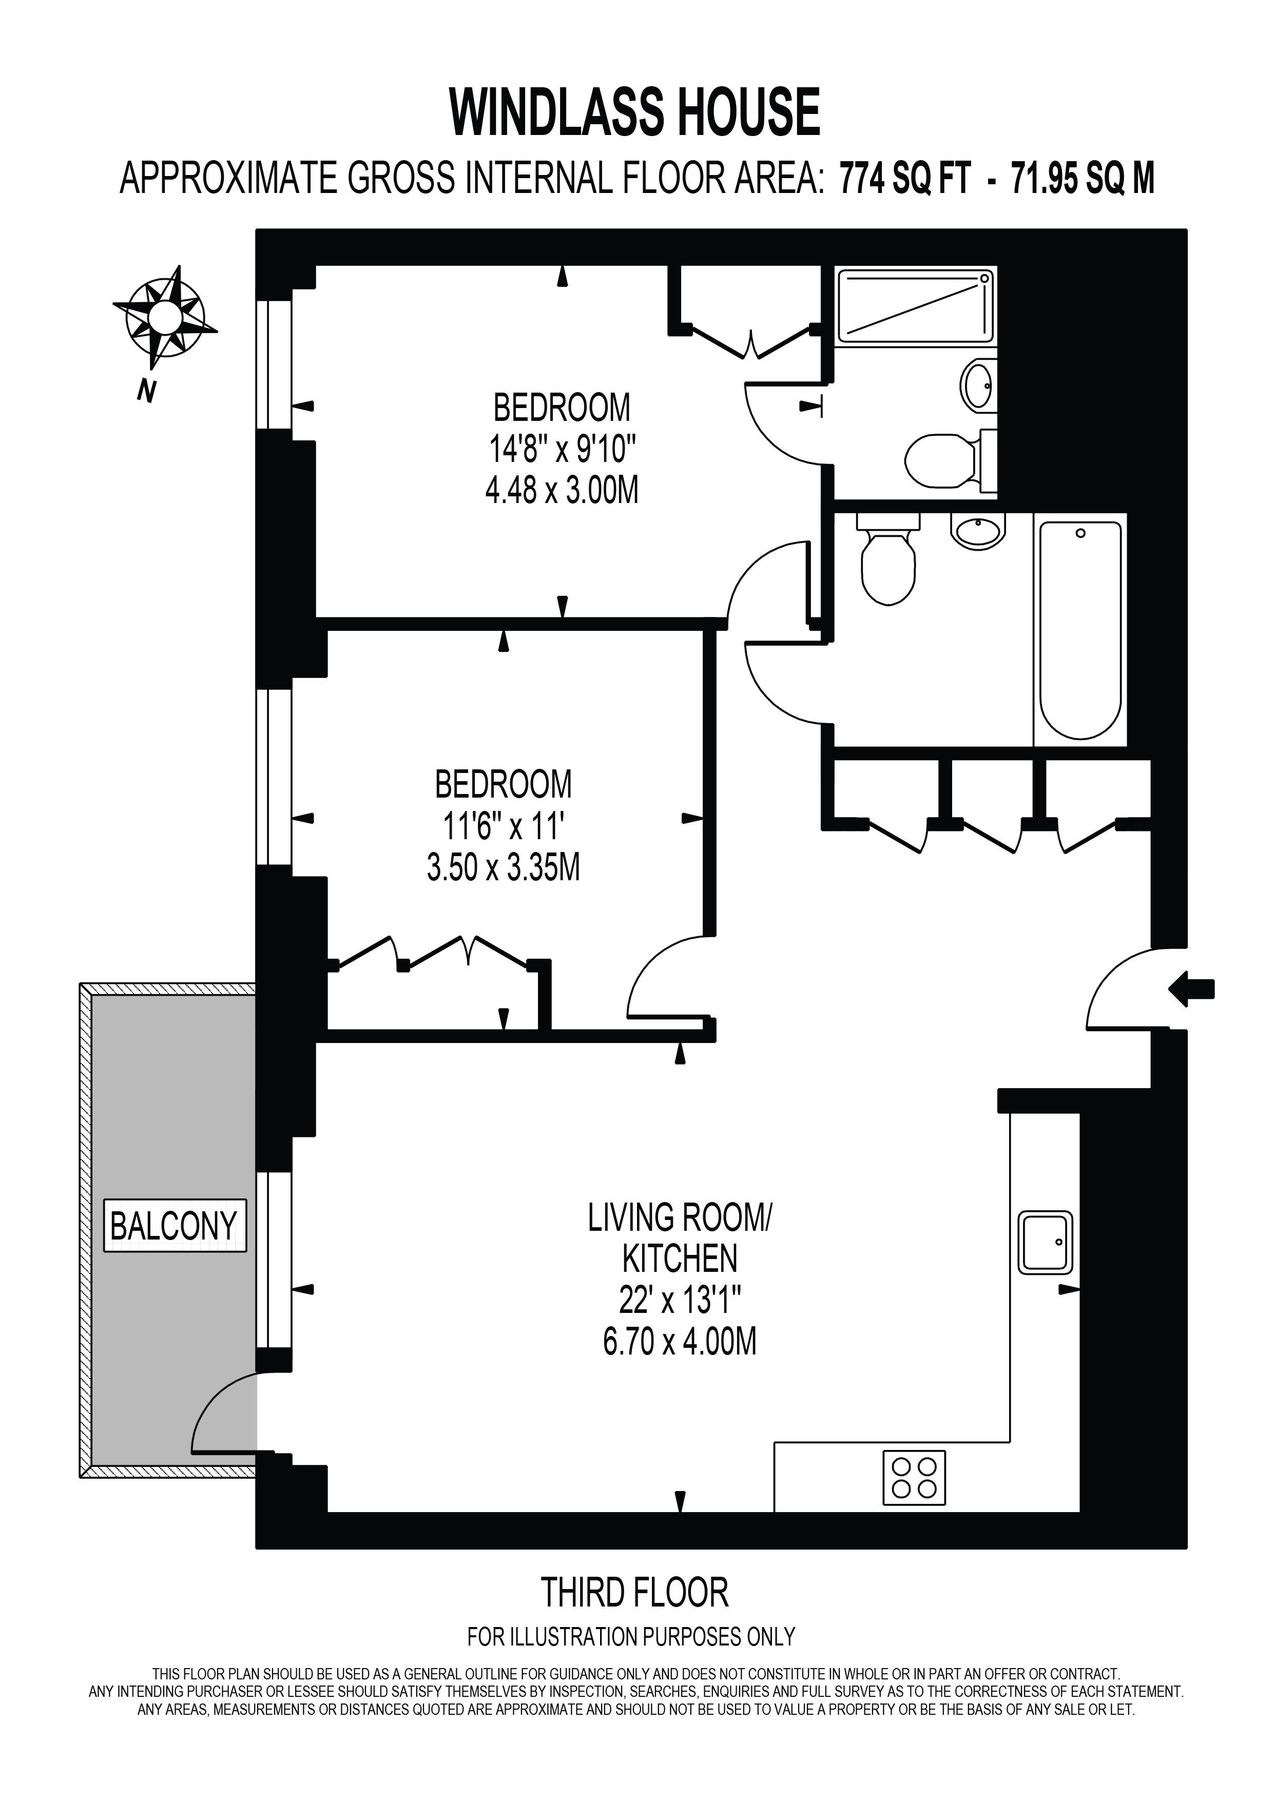 WINDLASS HOUSE
APPROXIMATE GROSS INTERNAL FLOOR AREA: 774 SQ FT - 71.95 SQ M
N
BEDROOM
14'8" x 9'10"
4.48 x 3.00M
BEDROOM
11'6" x 11'
3.50 x 3.35M
BALCONY
LIVING ROOM/
KITCHEN
22' x 13'1"
6.70 x 4.00M
THIRD FLOOR
FOR ILLUSTRATION PURPOSES ONLY
THIS FLOOR PLAN SHOULD BE USED AS A GENERAL OUTLINE FOR GUIDANCE ONLY AND DOES NOT CONSTITUTE IN WHOLE OR IN PART AN OFFER OR CONTRACT.
ANY INTENDING PURCHASER OR LESSEE SHOULD SATISFY THEMSELVES BY INSPECTION, SEARCHES, ENQUIRIES AND FULL SURVEY AS TO THE CORRECTNESS OF EACH STATEMENT.
ANY AREAS, MEASUREMENTS OR DISTANCES QUOTED ARE APPROXIMATE AND SHOULD NOT BE USED TO VALUE A PROPERTY OR BE THE BASIS OF ANY SALE OR LET.